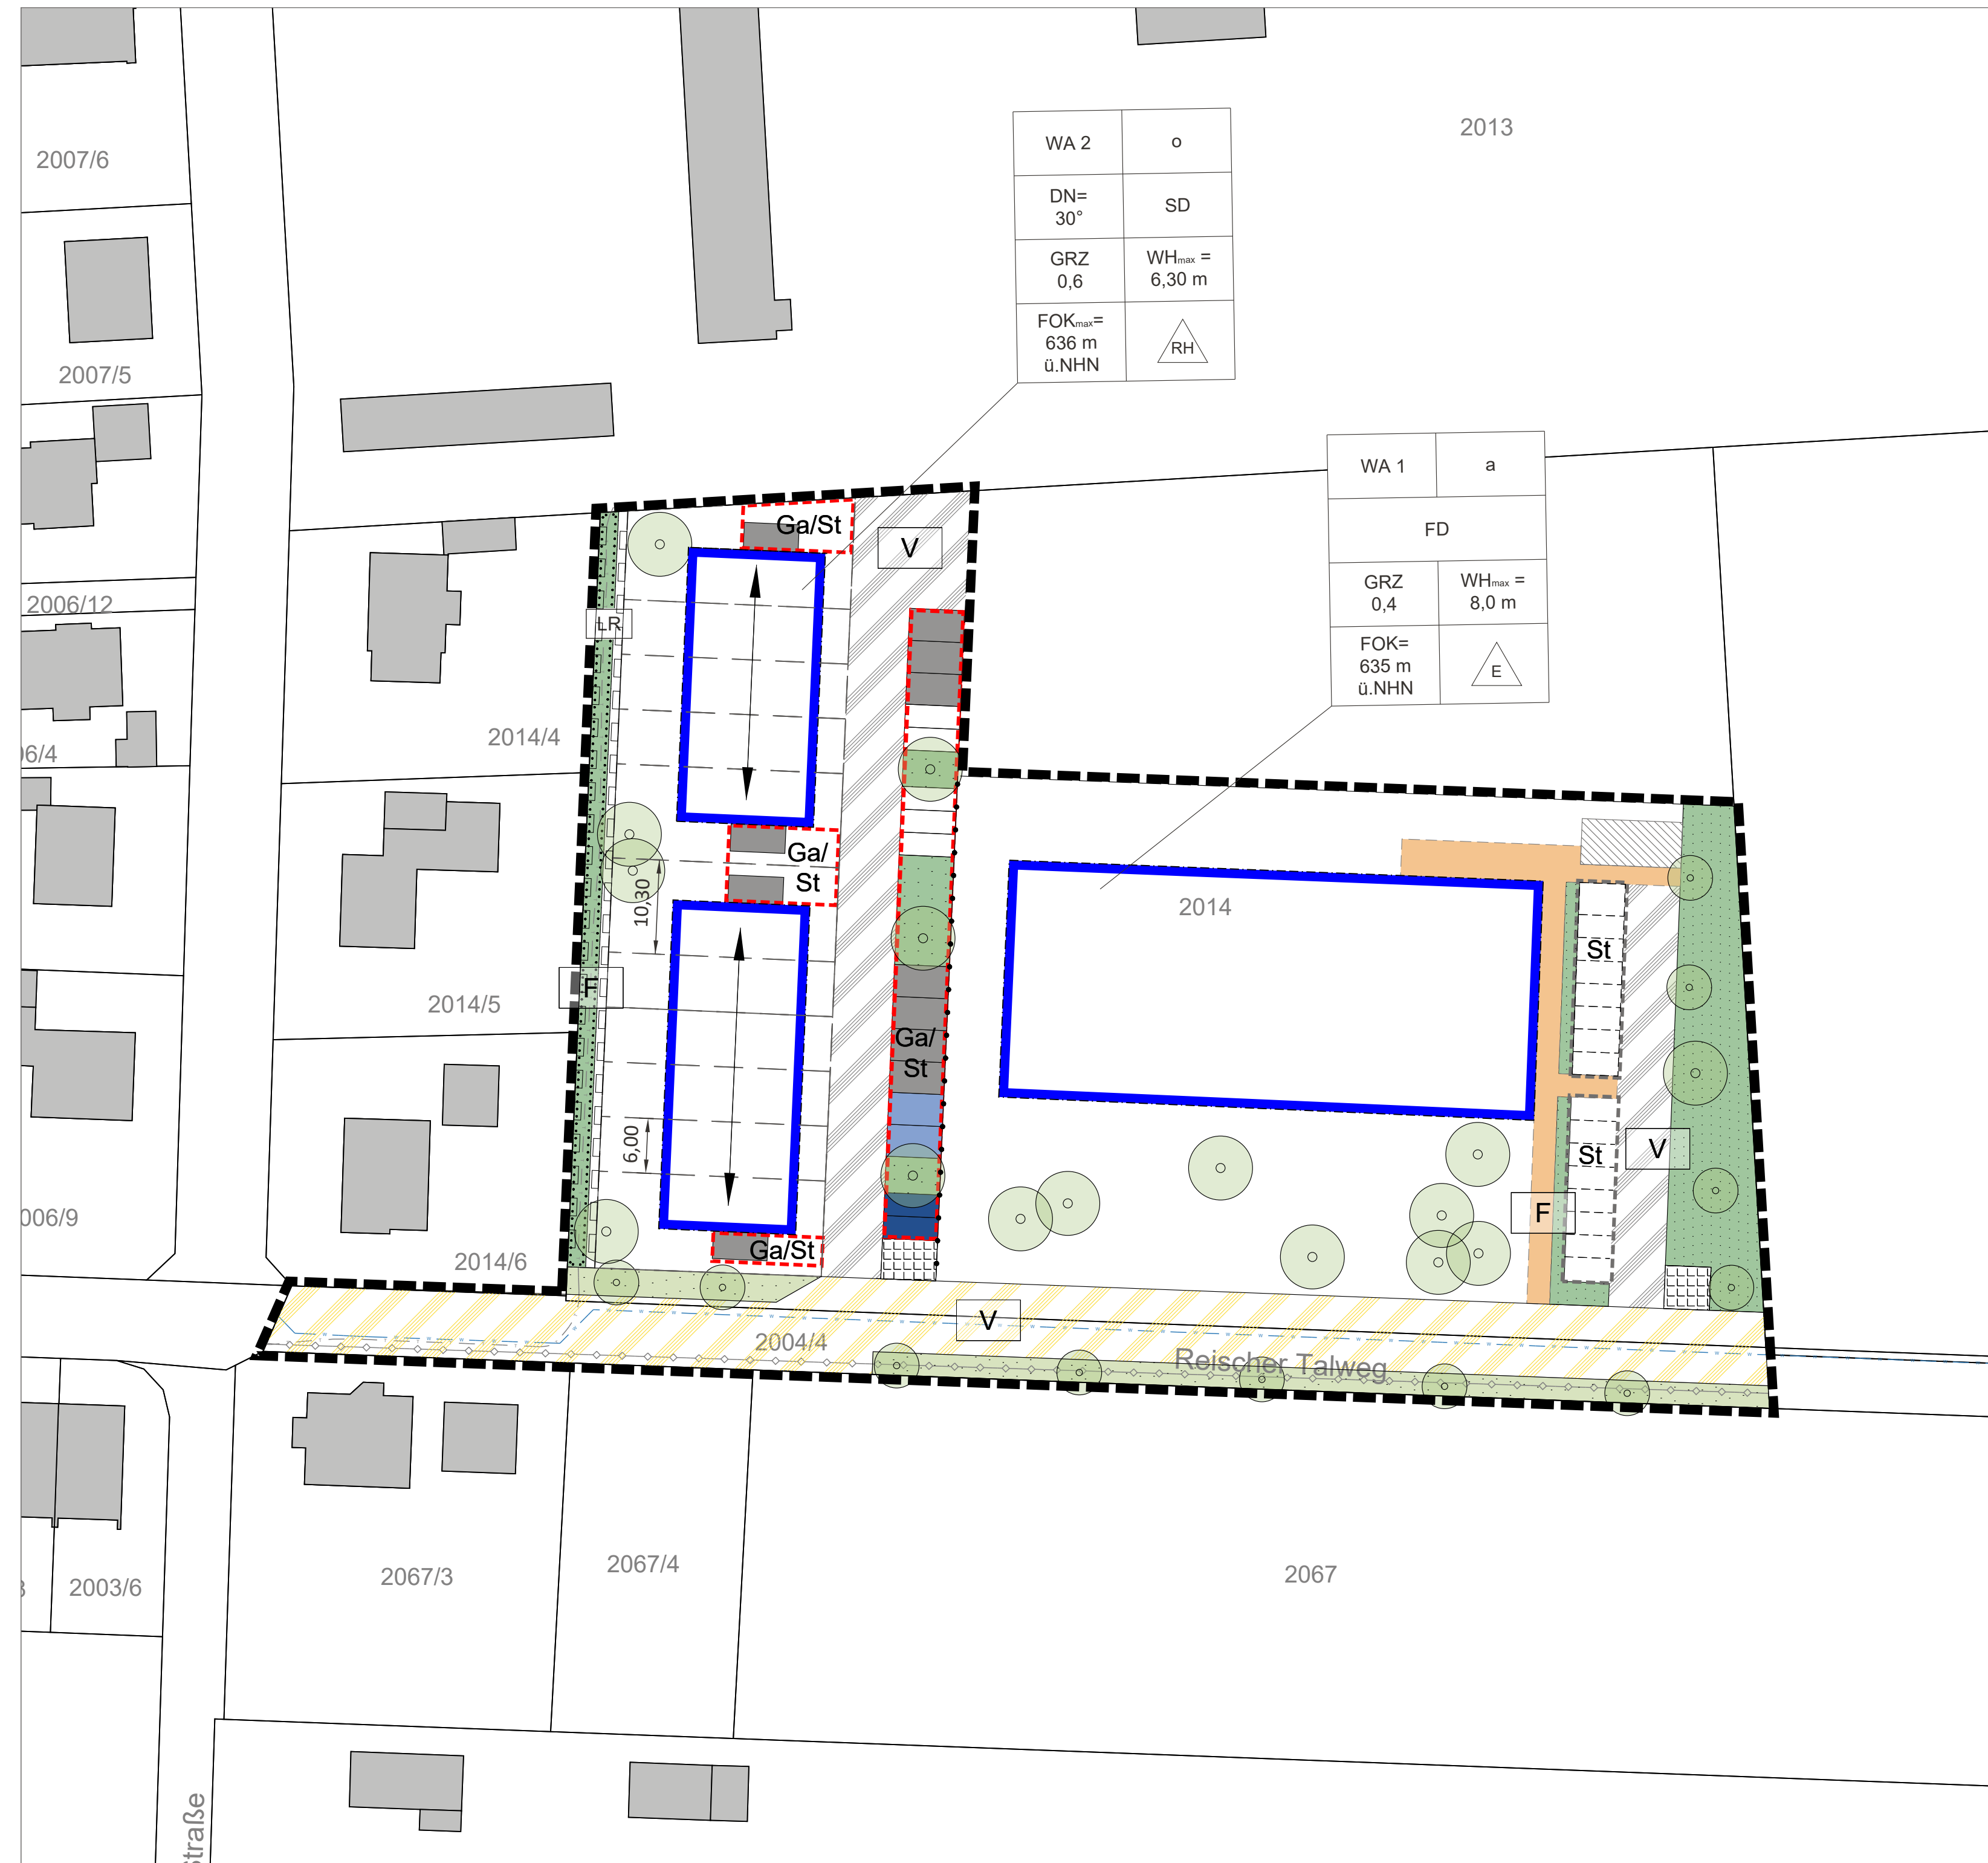 2013
2007/6
WA 2
o
DN=
30°
SD
GRZ
0,6
WHmax =
6,30 m
FOKmax=
636 m
ü.NHN
RH
2007/5
WA 1
a
FD
GRZ
0,4
WHmax =
8,0 m
FOK=
635 m
ü.NHN
E
Ga/St
V
2006/12
LR
2014/4
06/4
Ga/
St
10,30
2014
St
F
2014/5
Ga/
St
6,00
St
V
F
006/9
2014/6
Ga/St
V
2004/4
Reischer Talweg
2003/6
2067/3
2067/4
2067
straße